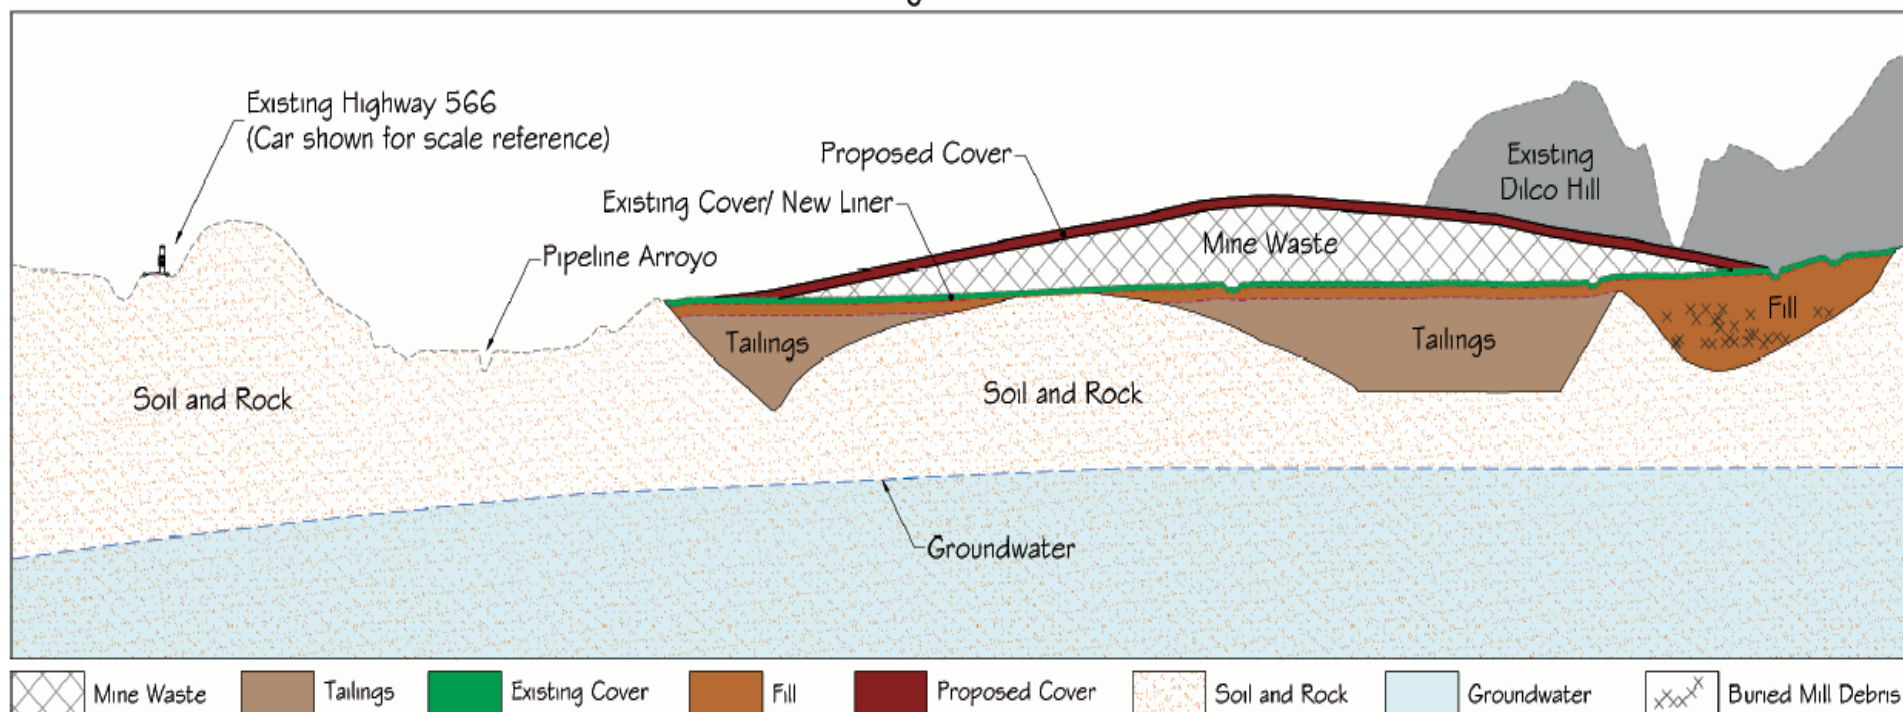 Existing Highway 566
(Car shown for scale reference)
Proposed Cover
Existing
Dilco Hill
Existing Cover/ New Liner
Mine Waste
Pipeline Arroyo
Fill
Tailings
Tailings
Soil and Rock
Soil and Rock
Groundwater
Mine Waste
Tailings
Existing Cover
Fill
Proposed Cover
Soil and Rock
Groundwater
Buried Mill Debris